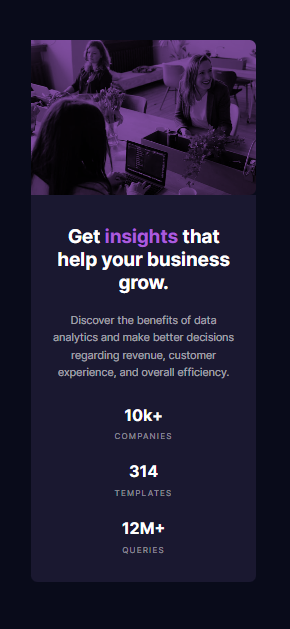 Get insights that
help your business
grow.
Discover the benefits of data
analytics and make better decisions
regarding revenue, customer
experience, and overall efficiency.
10k+
COMPANIES
314
TEMPLATES
12M+
QUERIES